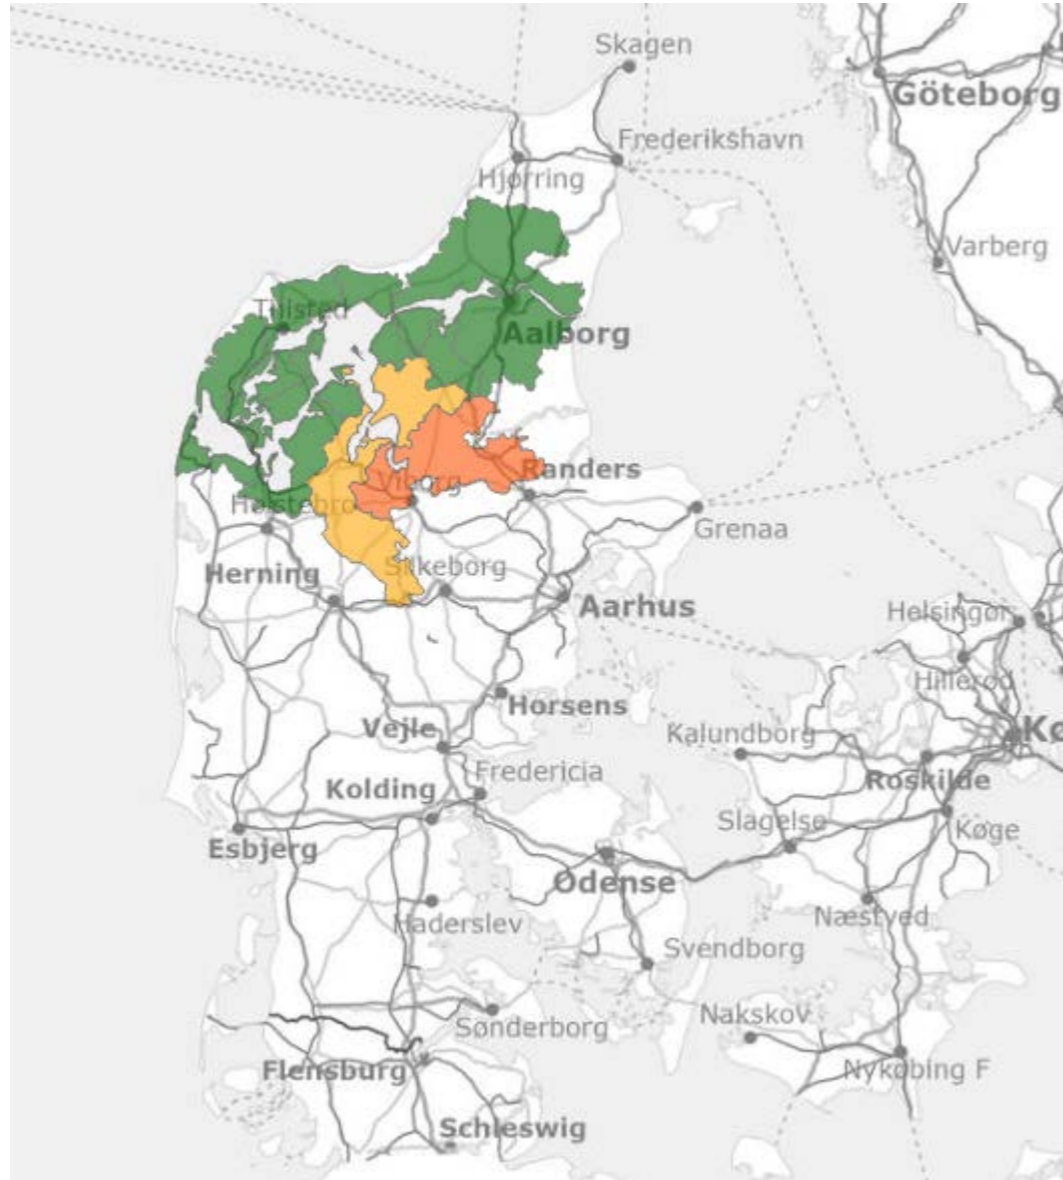 Skagen
Göteborg
Frederikshavn
Hjørring
Varberg
Thisted
Aalborg
Randers
Viborg
Holstebro
Grenaa
Silkeborg
Herning
Aarhus
Helsingør
Hillerød
Horsens
Vejle
Kalundborg
Kø
Fredericia
Roskilde
Kolding
Slagelse
Køge
Esbjerg
Odense
Næstved
Haderslev
Svendborg
Nakskov
Sønderborg
Flensburg
Nykøbing F
Schleswig